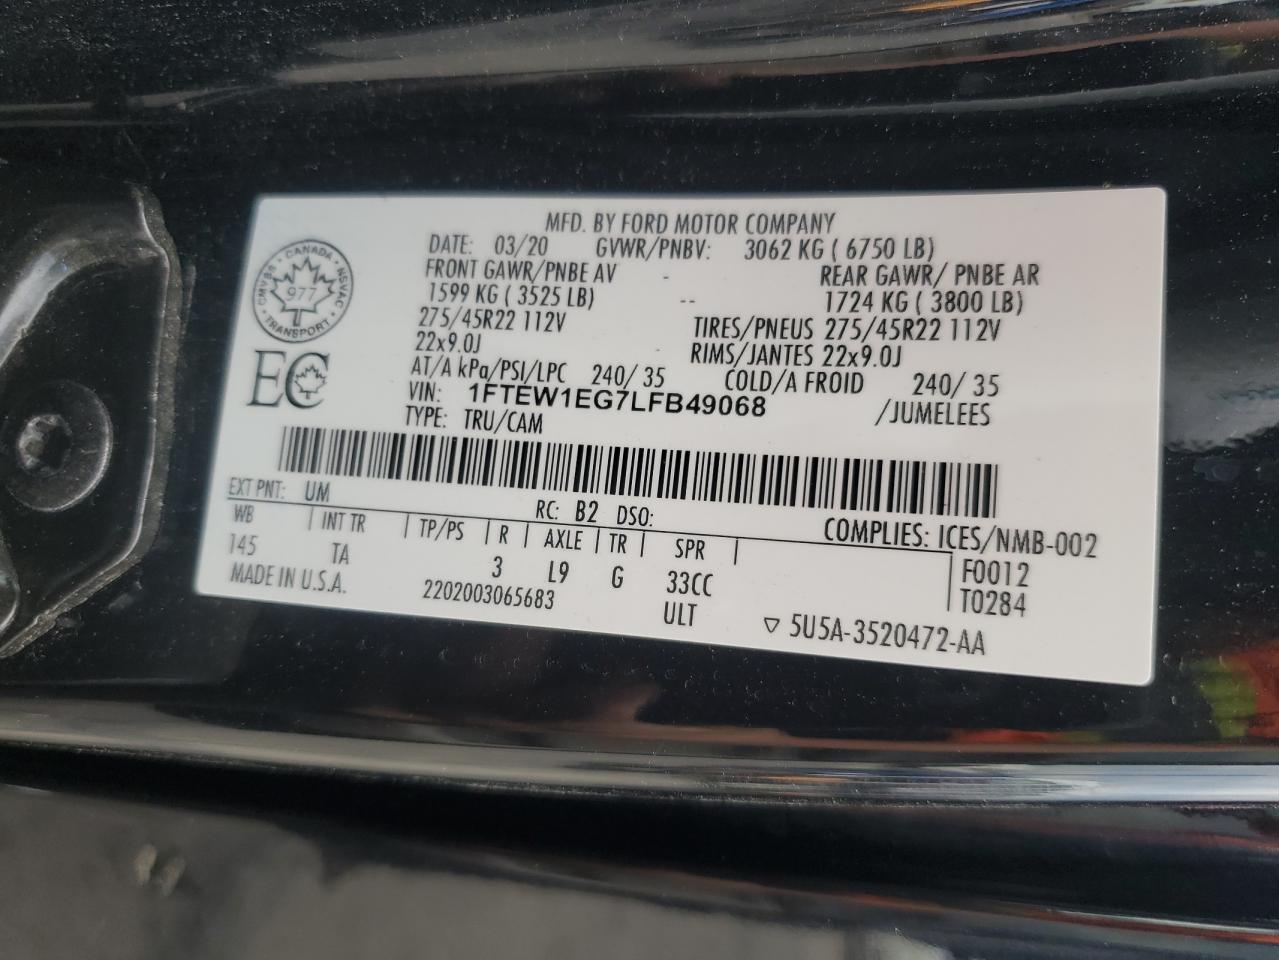 MFD. BY FORD MOTOR COMPANY
DATE: 03/20 GVWR/PNBV: 3062 KG ( 6750 LB)
FRONT GAWR/PNBE AV - REAR GAWR/ PNBE AR
1599 KG ( 3525 LB) -- 1724 KG ( 3800 LB)
275/45R22 112V TIRES/PNEUS 275/45R22 112V
22x9.0J - RIMS/JANTES 22x9.0J
AT/A kPa/PSI/LPC 240/ 35 COLD/A FROID 240/ 35
VIN: 1FTEW1EG7LFB49068 /JUMELEES
TYPE: TRU/CAM
CANADA
CMVSS · NSVAC
977
TRANSPORT
EC
EXT PNT: UM RC: B2 DSO:
WB | INT TR | TP/PS | R | AXLE | TR | SPR | COMPLIES: ICES/NMB-002
145 TA 3 L9 G 33CC F0012
MADE IN U.S.A. 2202003065683 ULT T0284
▽ 5U5A-3520472-AA